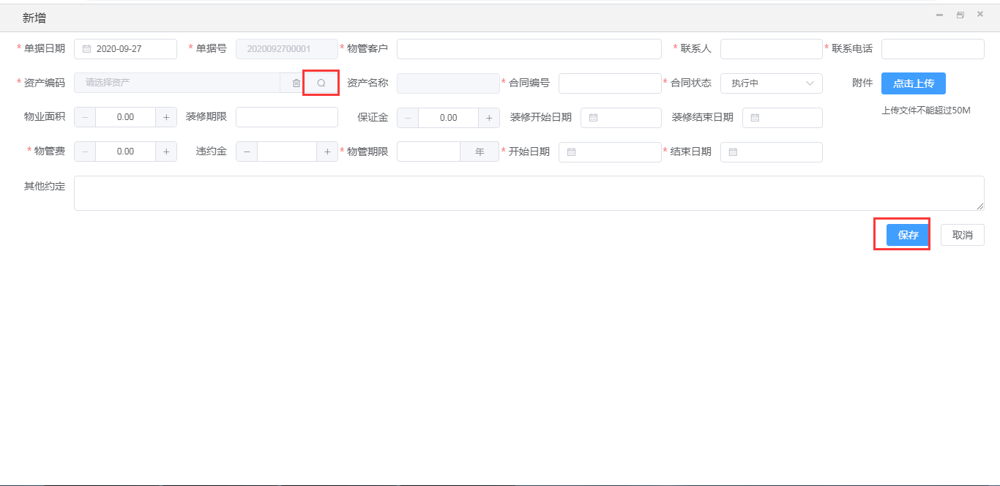 新增
* 单据日期 2020-09-27 * 单据号 2020092700001 * 物管客户 * 联系人 * 联系电话
* 资产编码 请选择资产 资产名称 * 合同编号 * 合同状态 执行中 附件 点击上传
上传文件不能超过50M
物业面积 − 0.00 + 装修期限 保证金 − 0.00 + 装修开始日期 装修结束日期
* 物管费 − 0.00 + 违约金 − + * 物管期限 年 * 开始日期 * 结束日期
其他约定
保存 取消